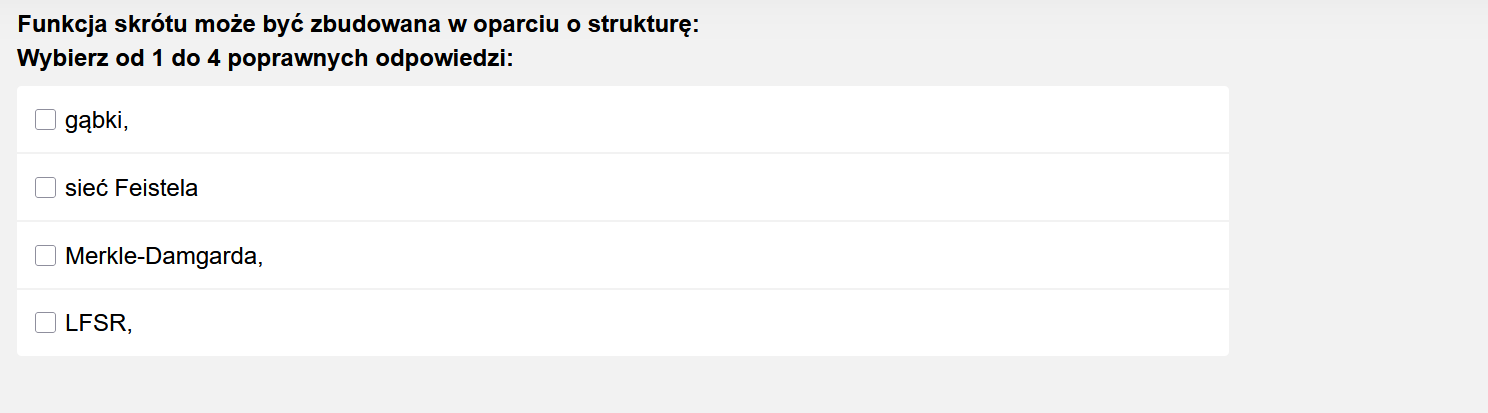 Funkcja skrótu może być zbudowana w oparciu o strukturę:
Wybierz od 1 do 4 poprawnych odpowiedzi:
gąbki,
sieć Feistela
Merkle-Damgarda,
LFSR,